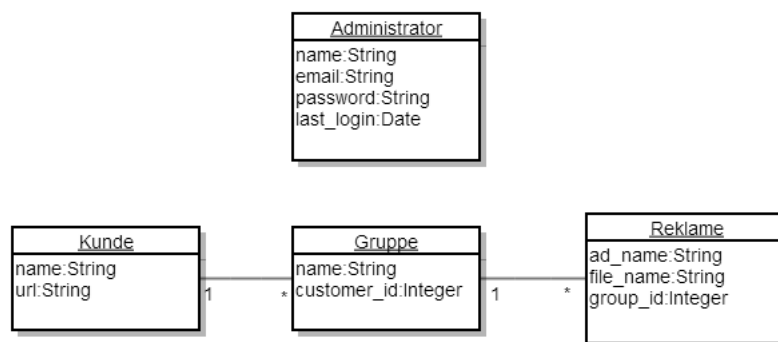 Administrator
name:String
email:String
password:String
last_login:Date
Kunde
name:String
url:String
1
*
Gruppe
name:String
customer_id:Integer
1
*
Reklame
ad_name:String
file_name:String
group_id:Integer